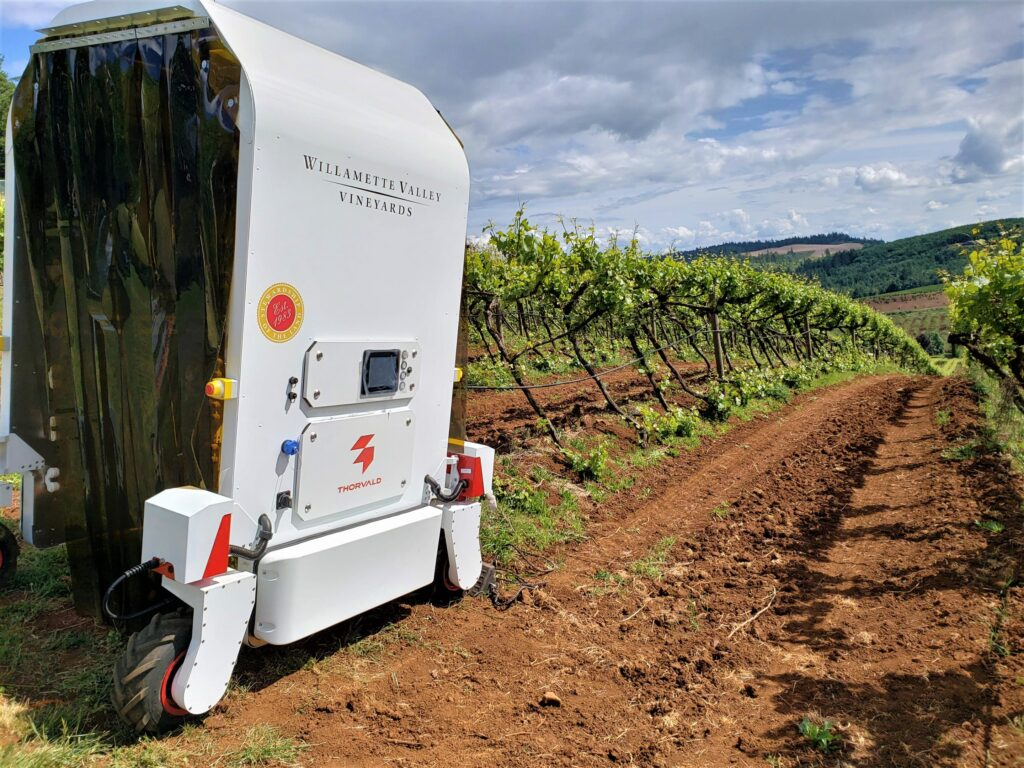 WILLAMETTE VALLEY
VINEYARDS
Est.
1983
THORVALD